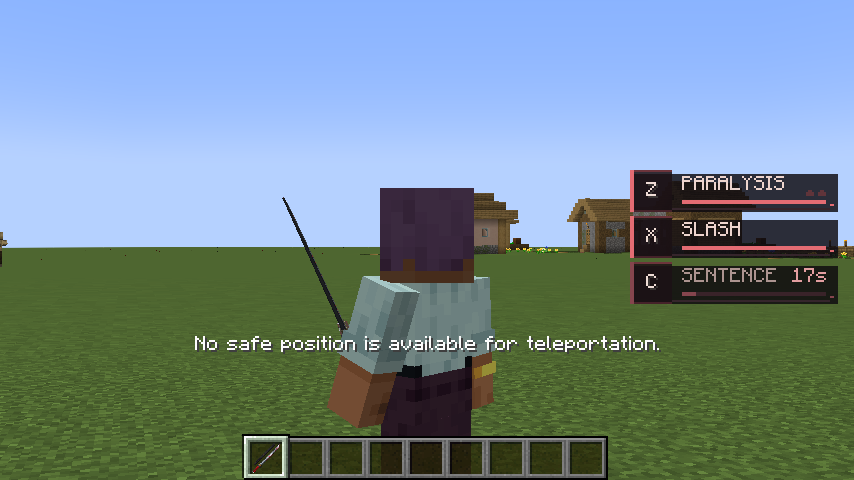 Z PARALYSIS
X SLASH
C SENTENCE 17s
No safe position is available for teleportation.